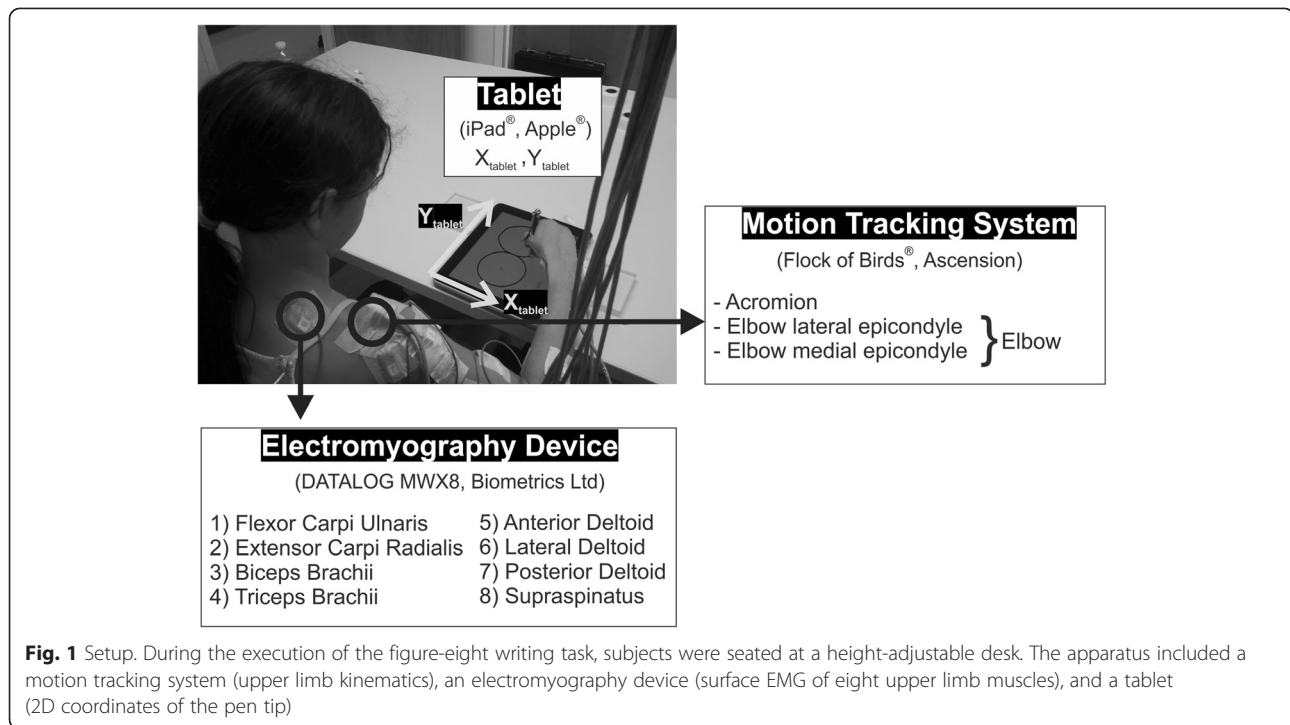 Tablet
(iPad®, Apple®)
Xtablet ,Ytablet
Ytablet
Xtablet
Motion Tracking System
(Flock of Birds®, Ascension)
- Acromion
- Elbow lateral epicondyle
- Elbow medial epicondyle
} Elbow
Electromyography Device
(DATALOG MWX8, Biometrics Ltd)
1) Flexor Carpi Ulnaris
2) Extensor Carpi Radialis
3) Biceps Brachii
4) Triceps Brachii
5) Anterior Deltoid
6) Lateral Deltoid
7) Posterior Deltoid
8) Supraspinatus
Fig. 1 Setup. During the execution of the figure-eight writing task, subjects were seated at a height-adjustable desk. The apparatus included a
motion tracking system (upper limb kinematics), an electromyography device (surface EMG of eight upper limb muscles), and a tablet
(2D coordinates of the pen tip)